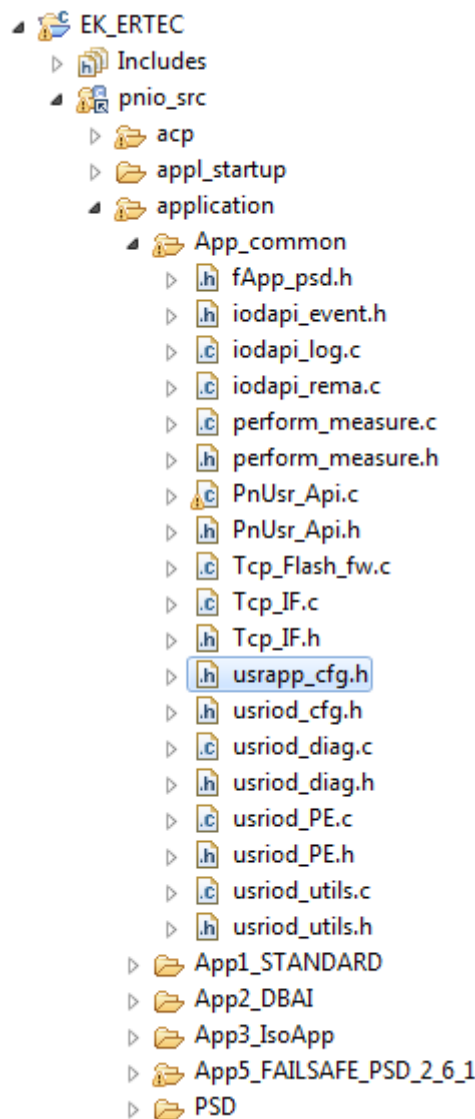 EK_ERTEC
Includes
pnio_src
acp
appl_startup
application
App_common
fApp_psd.h
iodapi_event.h
iodapi_log.c
iodapi_rema.c
perform_measure.c
perform_measure.h
PnUsr_Api.c
PnUsr_Api.h
Tcp_Flash_fw.c
Tcp_IF.c
Tcp_IF.h
usrapp_cfg.h
usriod_cfg.h
usriod_diag.c
usriod_diag.h
usriod_PE.c
usriod_PE.h
usriod_utils.c
usriod_utils.h
App1_STANDARD
App2_DBAI
App3_IsoApp
App5_FAILSAFE_PSD_2_6_1
PSD